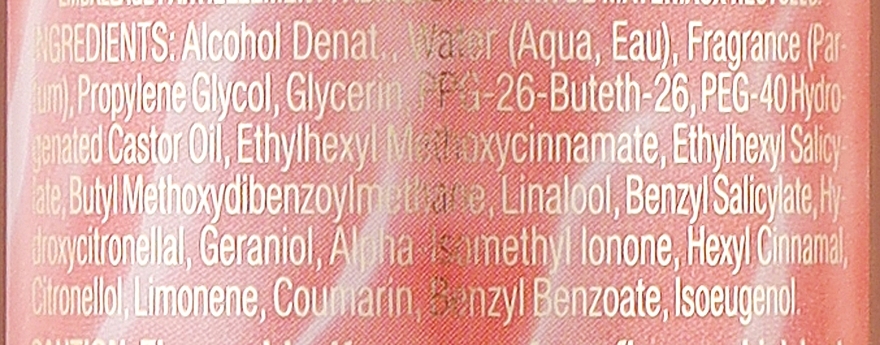 INGREDIENTS: Alcohol Denat., Water (Aqua, Eau), Fragrance (Par-
fum), Propylene Glycol, Glycerin, PPG-26-Buteth-26, PEG-40 Hydro-
genated Castor Oil, Ethylhexyl Methoxycinnamate, Ethylhexyl Salicy-
late, Butyl Methoxydibenzoylmethane, Linalool, Benzyl Salicylate, Hy-
droxycitronellal, Geraniol, Alpha-Isomethyl Ionone, Hexyl Cinnamal,
Citronellol, Limonene, Coumarin, Benzyl Benzoate, Isoeugenol.